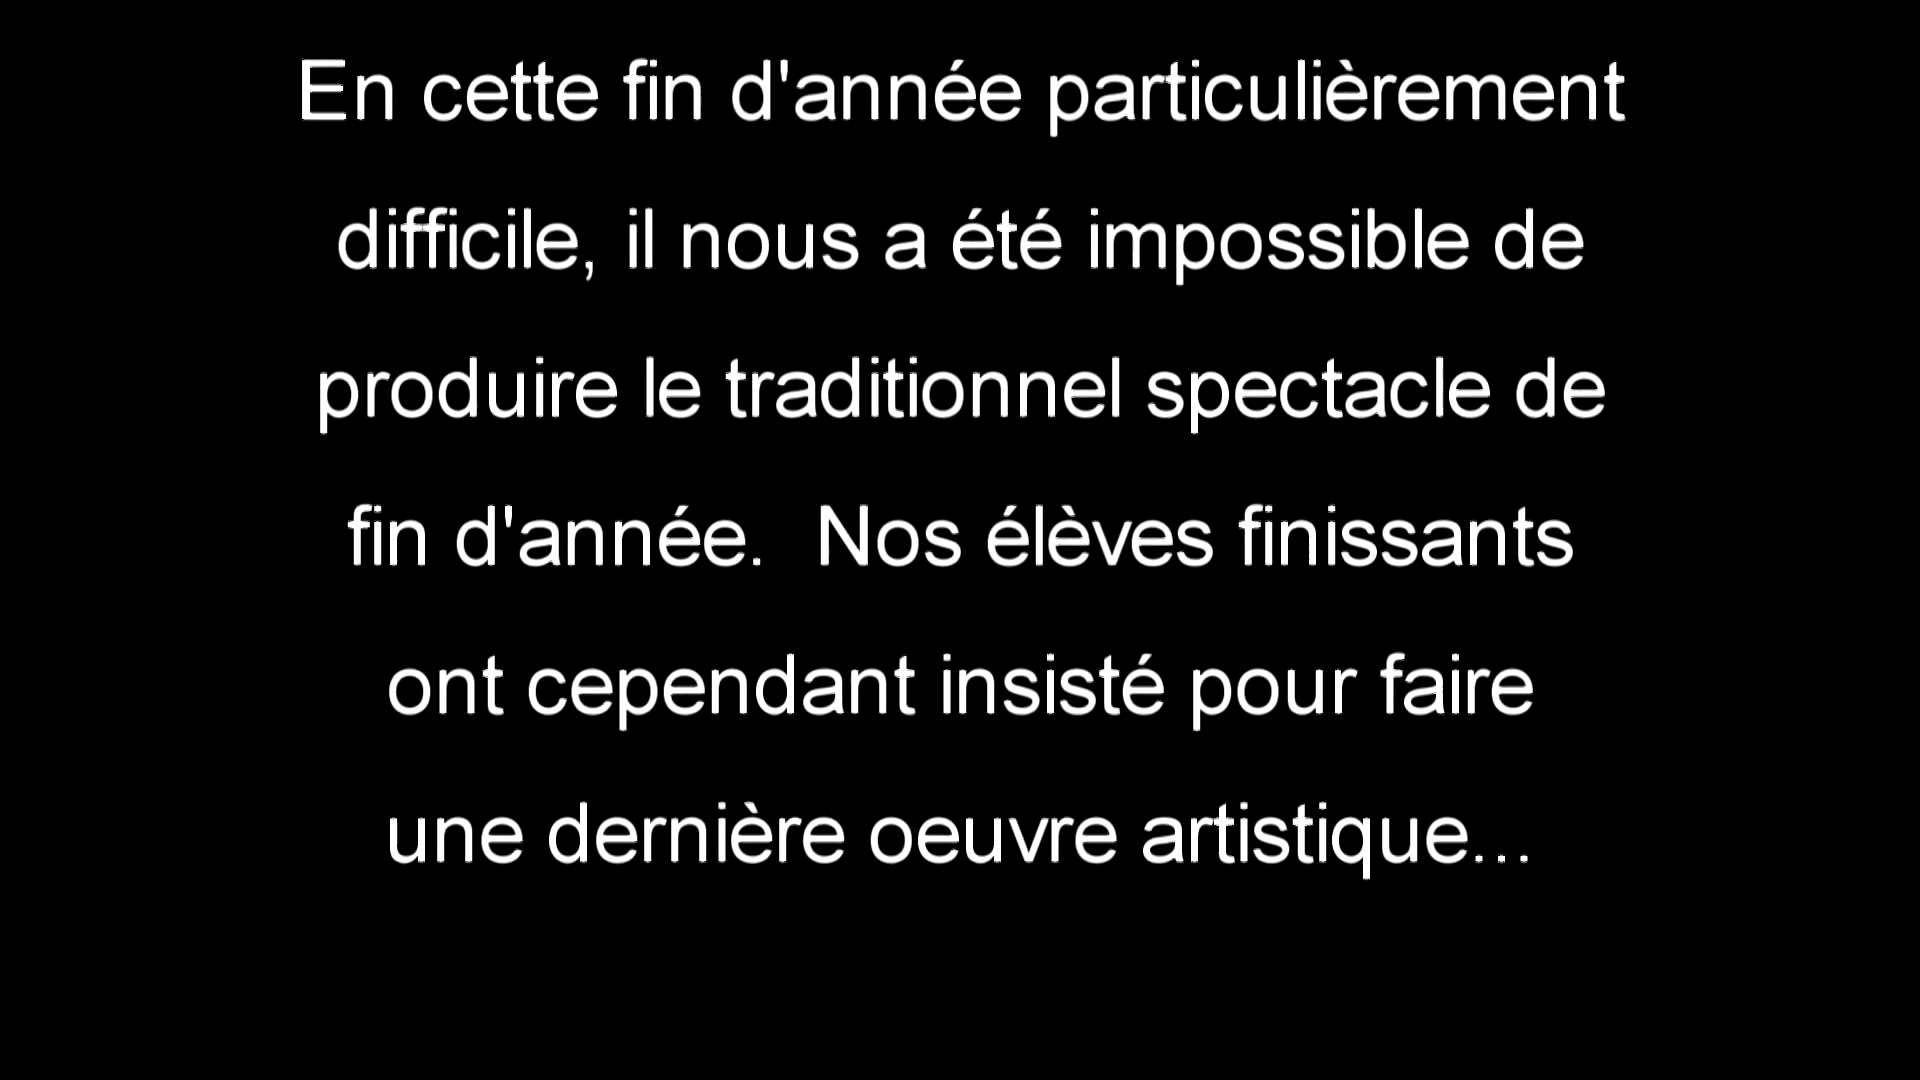 En cette fin d'année particulièrement
difficile, il nous a été impossible de
produire le traditionnel spectacle de
fin d'année.  Nos élèves finissants
ont cependant insisté pour faire
une dernière oeuvre artistique...